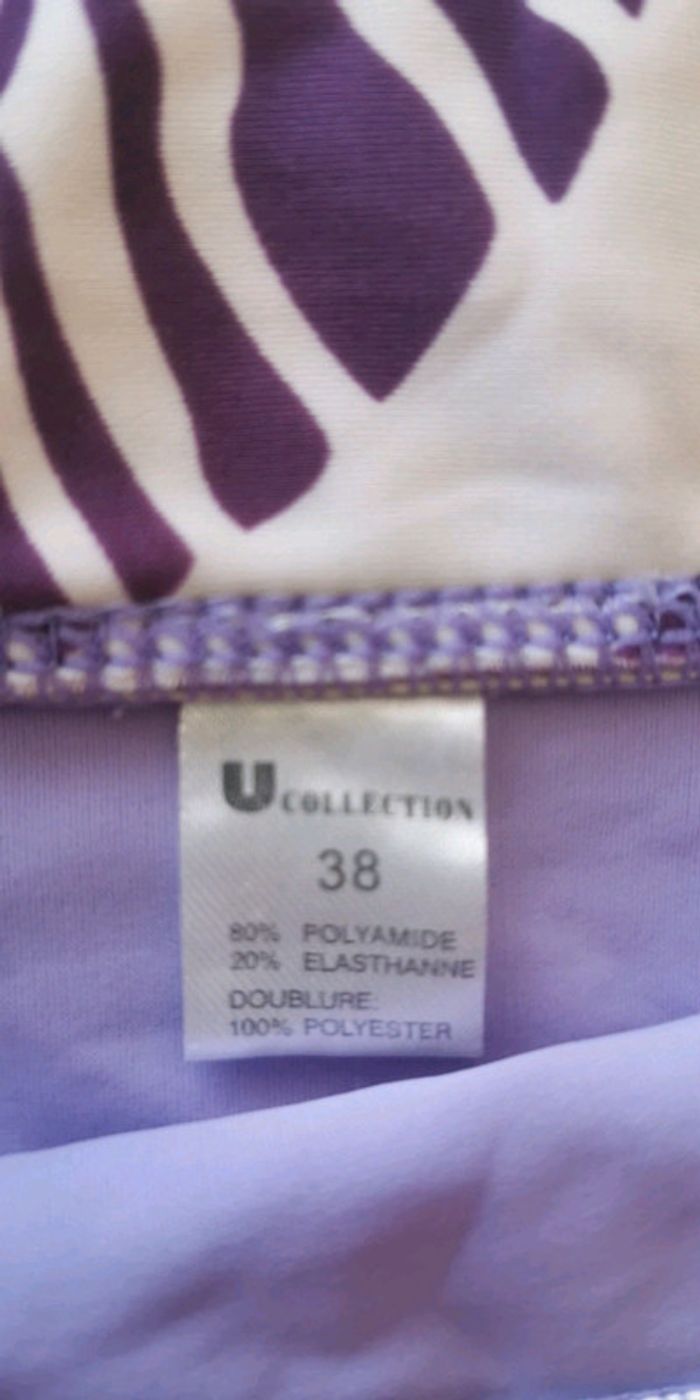 U COLLECTION
38
80% POLYAMIDE
20% ELASTHANNE
DOUBLURE:
100% POLYESTER